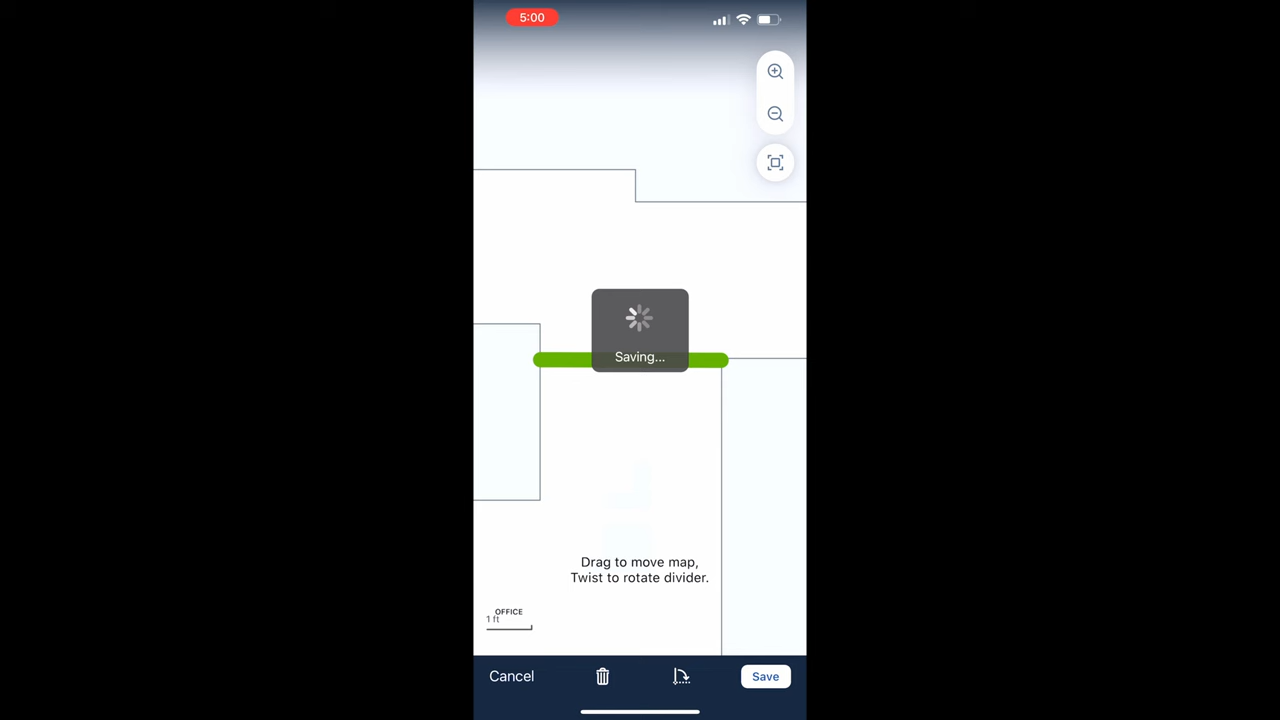 5:00
Saving...
Drag to move map,
Twist to rotate divider.
OFFICE
1 ft
Cancel
Save